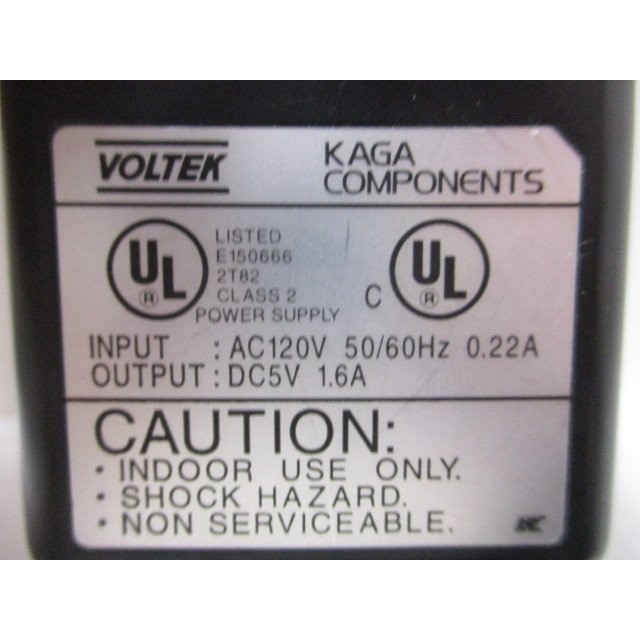 VOLTEK
KAGA
COMPONENTS
UL
®
LISTED
E150666
2T82
CLASS 2
POWER SUPPLY
C
UL
®
INPUT : AC120V 50/60Hz 0.22A
OUTPUT : DC5V 1.6A
CAUTION:
· INDOOR USE ONLY.
· SHOCK HAZARD.
· NON SERVICEABLE.